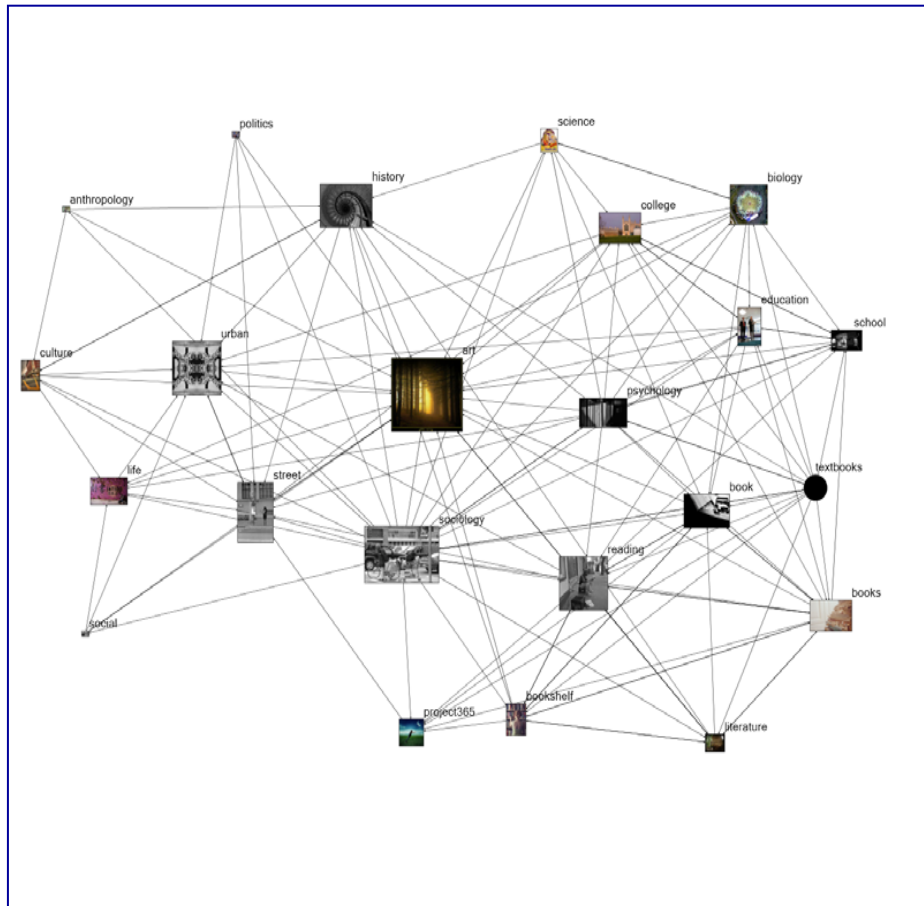 politics
science
history
biology
anthropology
college
education
school
urban
art
culture
psychology
life
street
textbooks
book
sociology
reading
books
social
bookshelf
project365
literature